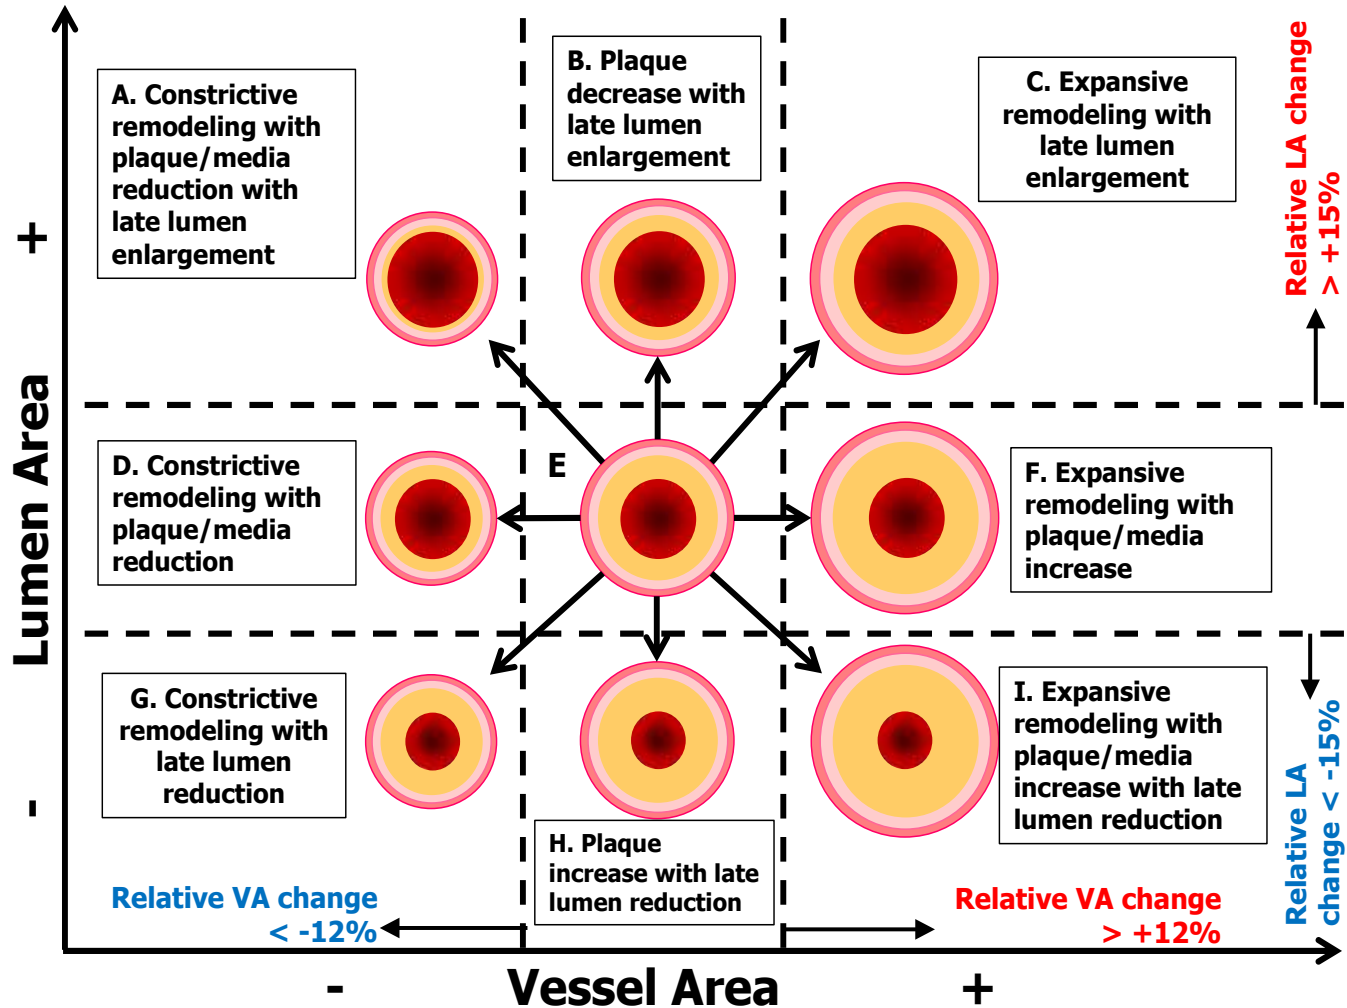 A. Constrictive
remodeling with
plaque/media
reduction with
late lumen
enlargement
B. Plaque
decrease with
late lumen
enlargement
C. Expansive
remodeling with
late lumen
enlargement
Relative LA change
> +15%
+
Lumen Area
-
D. Constrictive
remodeling with
plaque/media
reduction
E
F. Expansive
remodeling with
plaque/media
increase
G. Constrictive
remodeling with
late lumen
reduction
H. Plaque
increase with late
lumen reduction
I. Expansive
remodeling with
plaque/media
increase with late
lumen reduction
Relative LA
change < -15%
Relative VA change
< -12%
Relative VA change
> +12%
-
Vessel Area
+